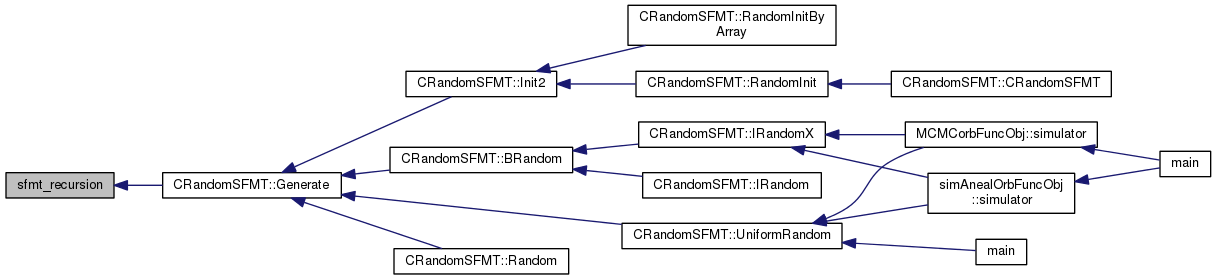 CRandomSFMT::RandomInitBy
Array
CRandomSFMT::Init2
CRandomSFMT::RandomInit
CRandomSFMT::CRandomSFMT
CRandomSFMT::IRandomX
MCMCorbFuncObj::simulator
CRandomSFMT::BRandom
main
sfmt_recursion
CRandomSFMT::Generate
CRandomSFMT::IRandom
simAnealOrbFuncObj
::simulator
CRandomSFMT::UniformRandom
main
CRandomSFMT::Random